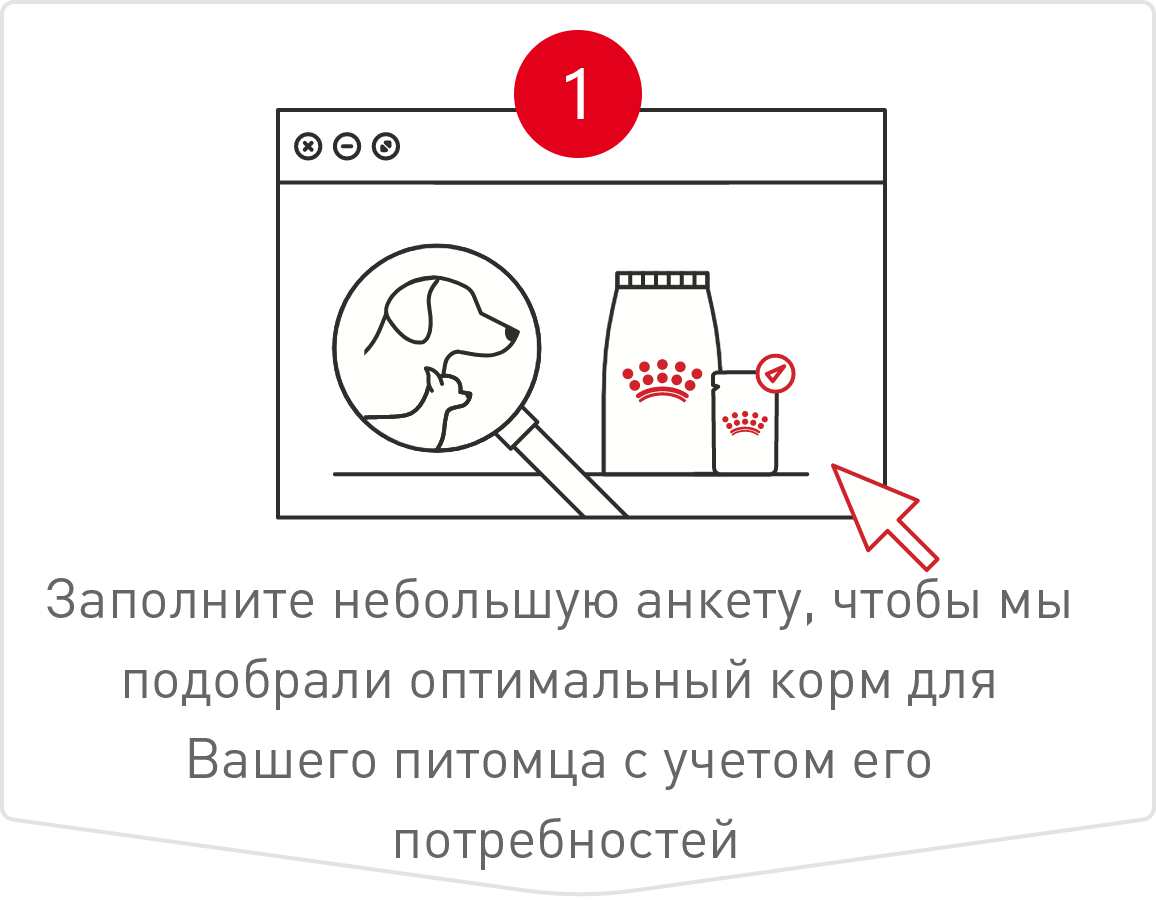 1
Заполните небольшую анкету, чтобы мы
подобрали оптимальный корм для
Вашего питомца с учетом его
потребностей